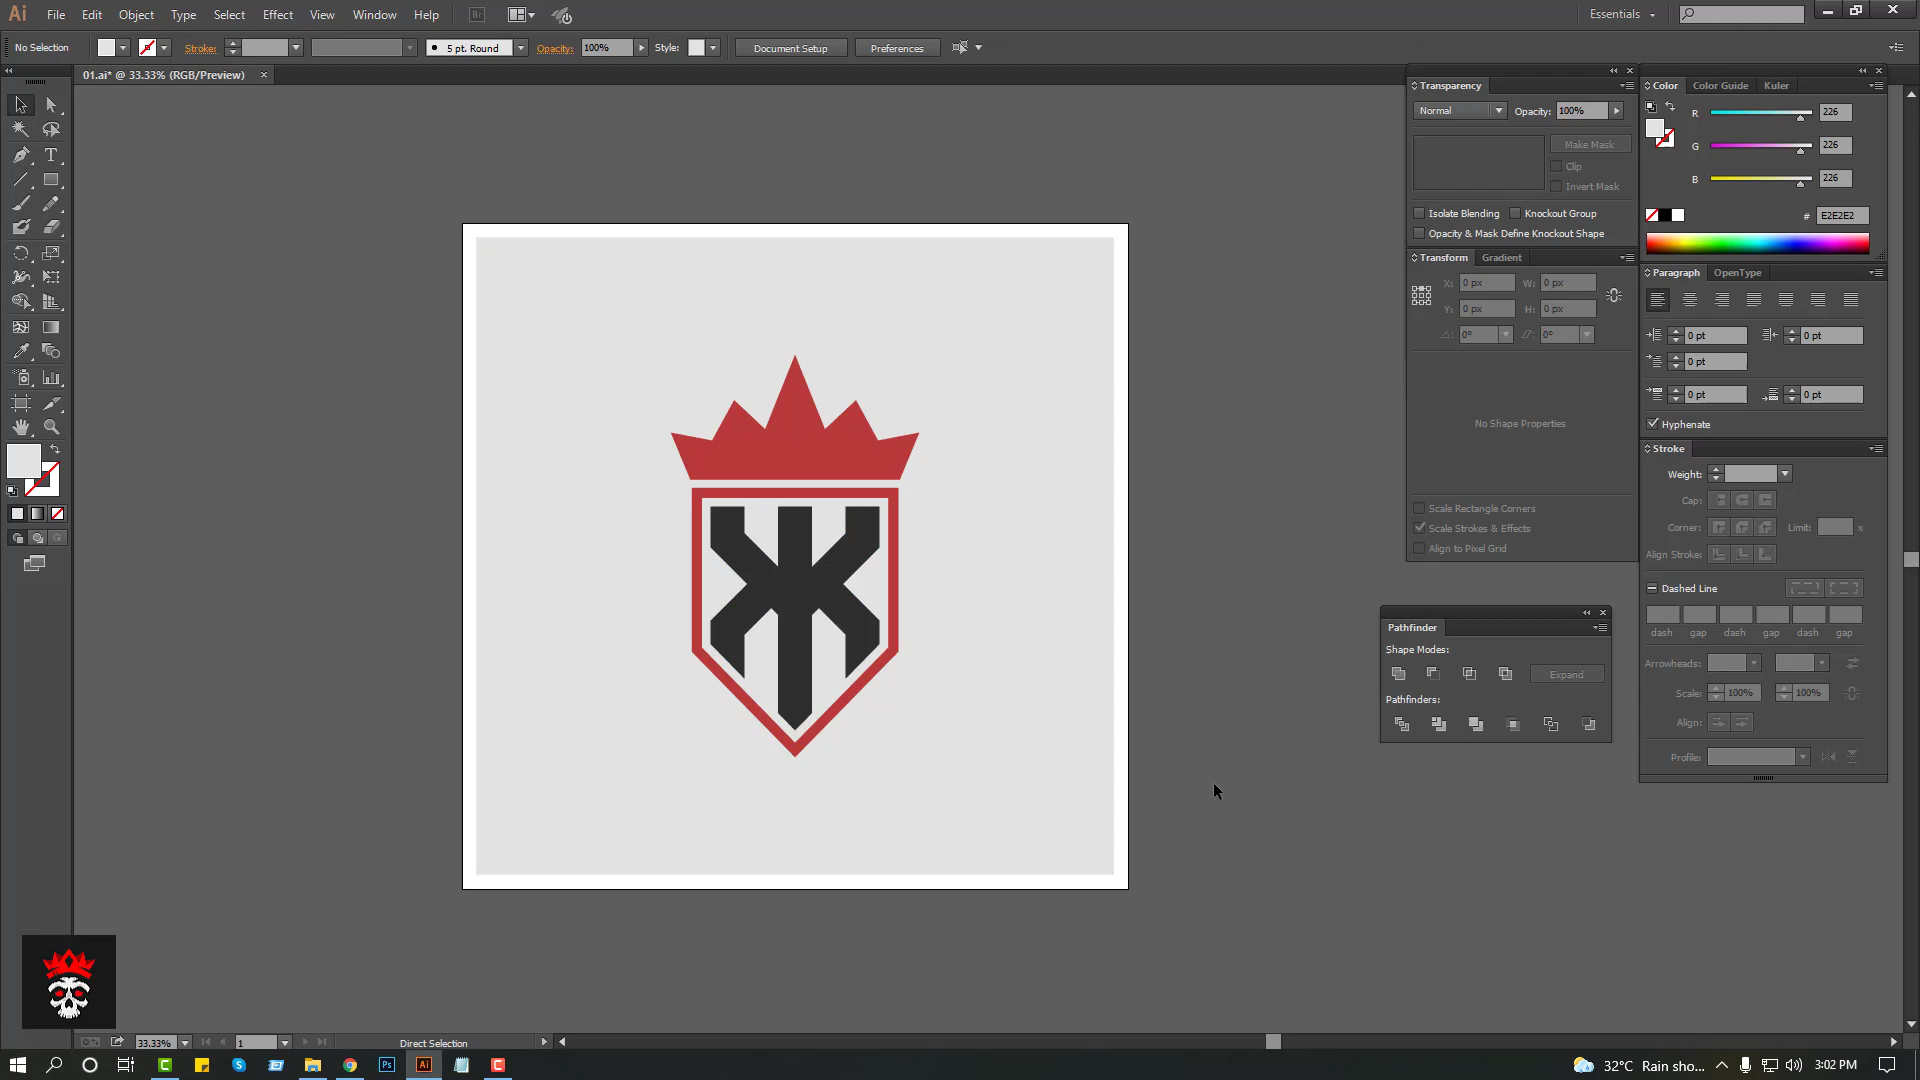 Ai File Edit Object Type Select Effect View Window Help Br Essentials
No Selection Stroke: 5 pt. Round Opacity: 100% Style: Document Setup Preferences
01.ai* @ 33.33% (RGB/Preview)
Transparency
Normal Opacity: 100%
Make Mask
Clip
Invert Mask
Isolate Blending Knockout Group
Opacity & Mask Define Knockout Shape
Transform Gradient
X: 0 px W: 0 px
Y: 0 px H: 0 px
0° 0°
No Shape Properties
Scale Rectangle Corners
Scale Strokes & Effects
Align to Pixel Grid
Pathfinder
Shape Modes:
Expand
Pathfinders:
Color Color Guide Kuler
R 226
G 226
B 226
# E2E2E2
Paragraph OpenType
0 pt 0 pt
0 pt
0 pt 0 pt
Hyphenate
Stroke
Weight:
Cap:
Corner: Limit: x
Align Stroke:
Dashed Line
dash gap dash gap dash gap
Arrowheads:
Scale: 100% 100%
Align:
Profile:
Ж
33.33% 1 Direct Selection
C S Ps Ai C 32°C Rain sho... 3:02 PM